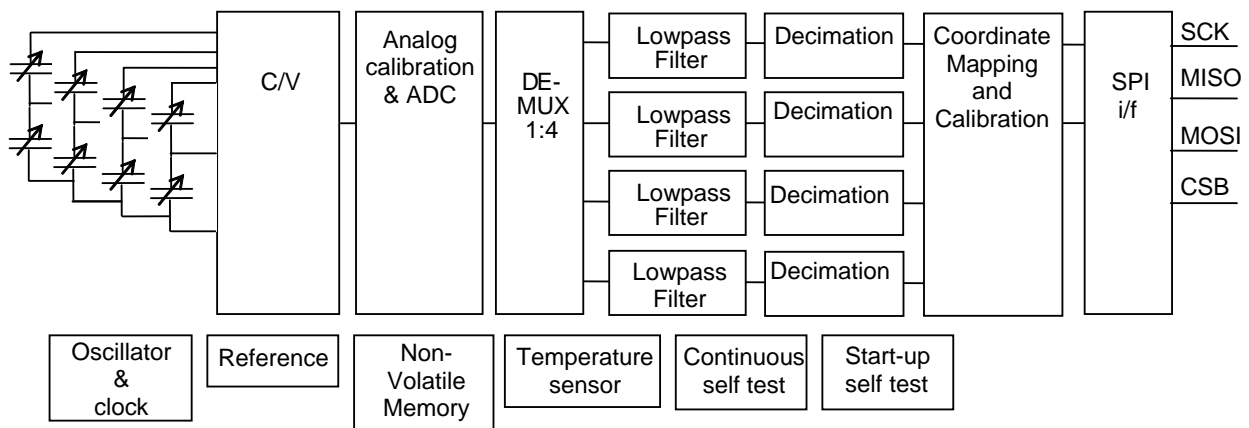 C/V
Analog
calibration
& ADC
DE-
MUX
1:4
Lowpass
Filter
Decimation
Lowpass
Filter
Decimation
Lowpass
Filter
Decimation
Lowpass
Filter
Decimation
Coordinate
Mapping
and
Calibration
SPI
i/f
SCK
MISO
MOSI
CSB
Oscillator
&
clock
Reference
Non-
Volatile
Memory
Temperature
sensor
Continuous
self test
Start-up
self test